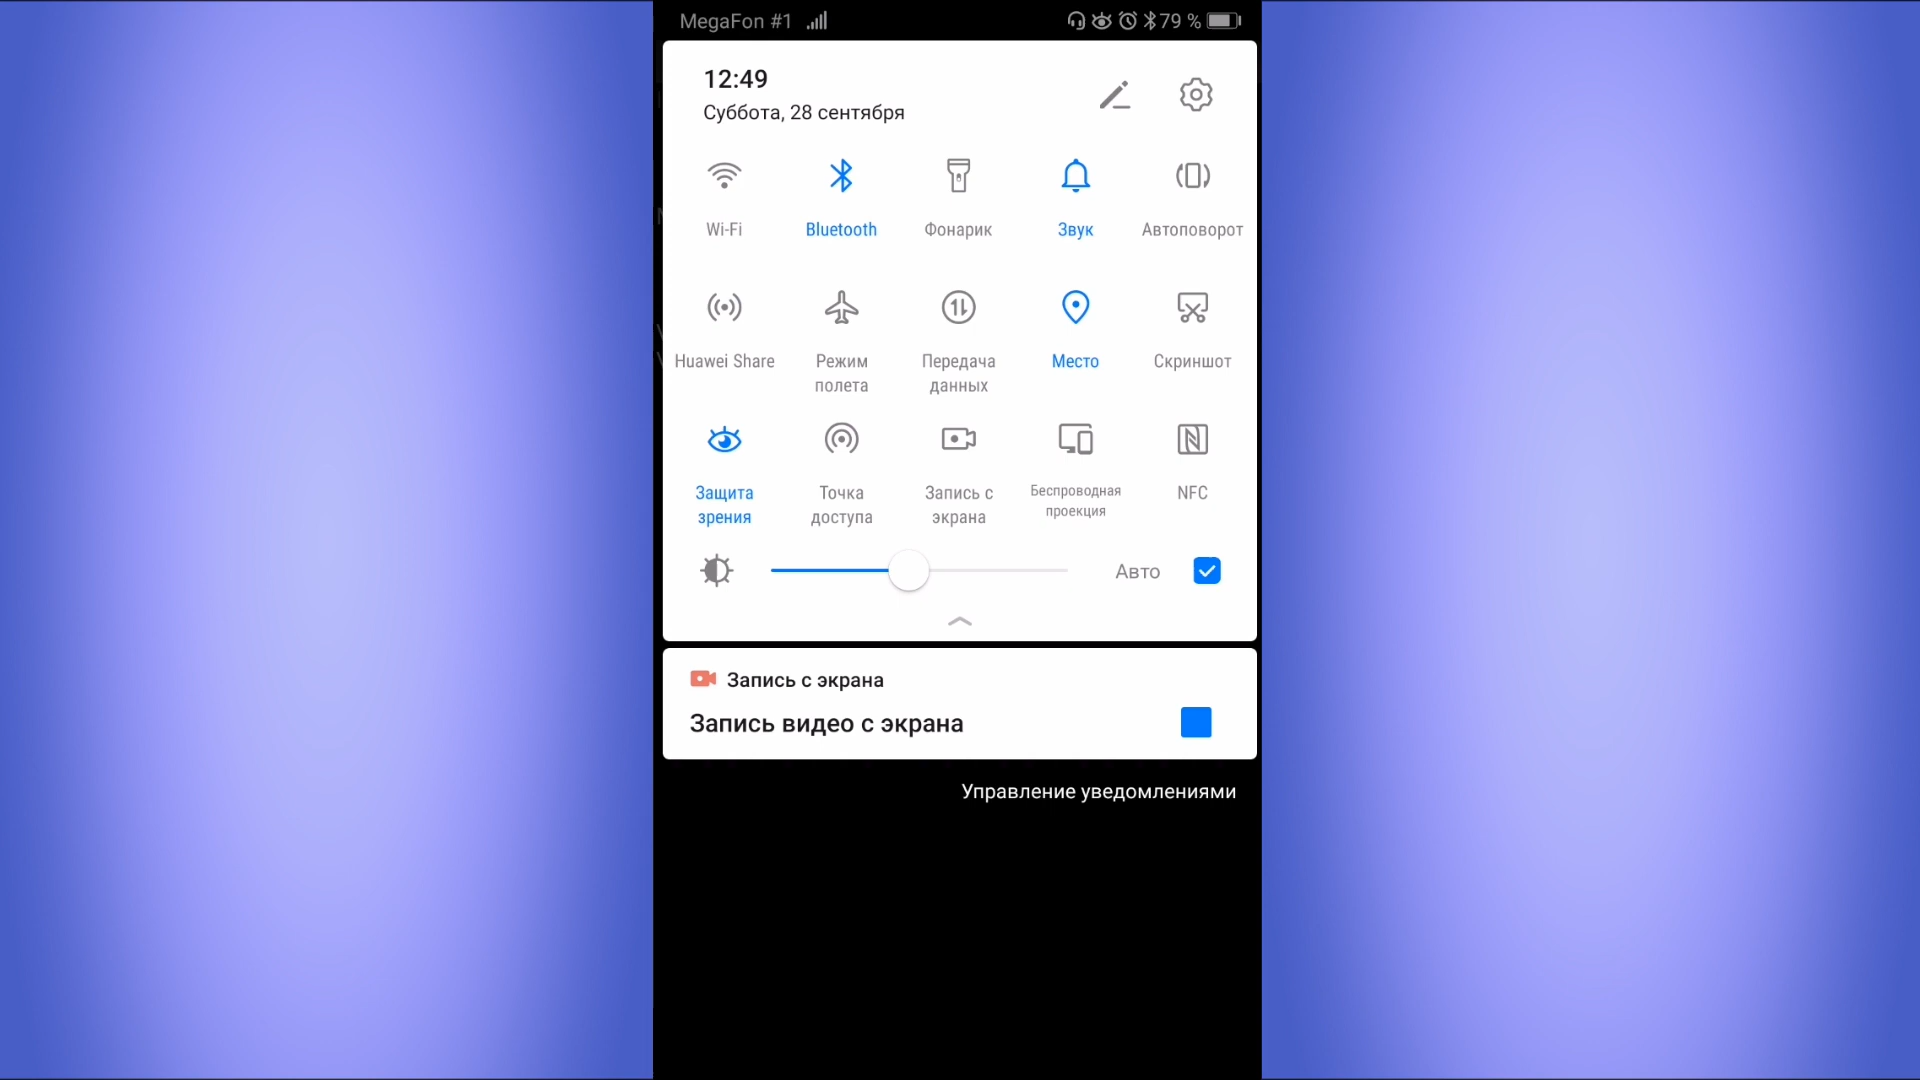 MegaFon #1
79 %
12:49
Суббота, 28 сентября
Wi-Fi
Bluetooth
Фонарик
Звук
Автоповорот
Huawei Share
Режим
полета
Передача
данных
Место
Скриншот
Защита
зрения
Точка
доступа
Запись с
экрана
Беспроводная
проекция
NFC
Авто
Запись с экрана
Запись видео с экрана
Управление уведомлениями